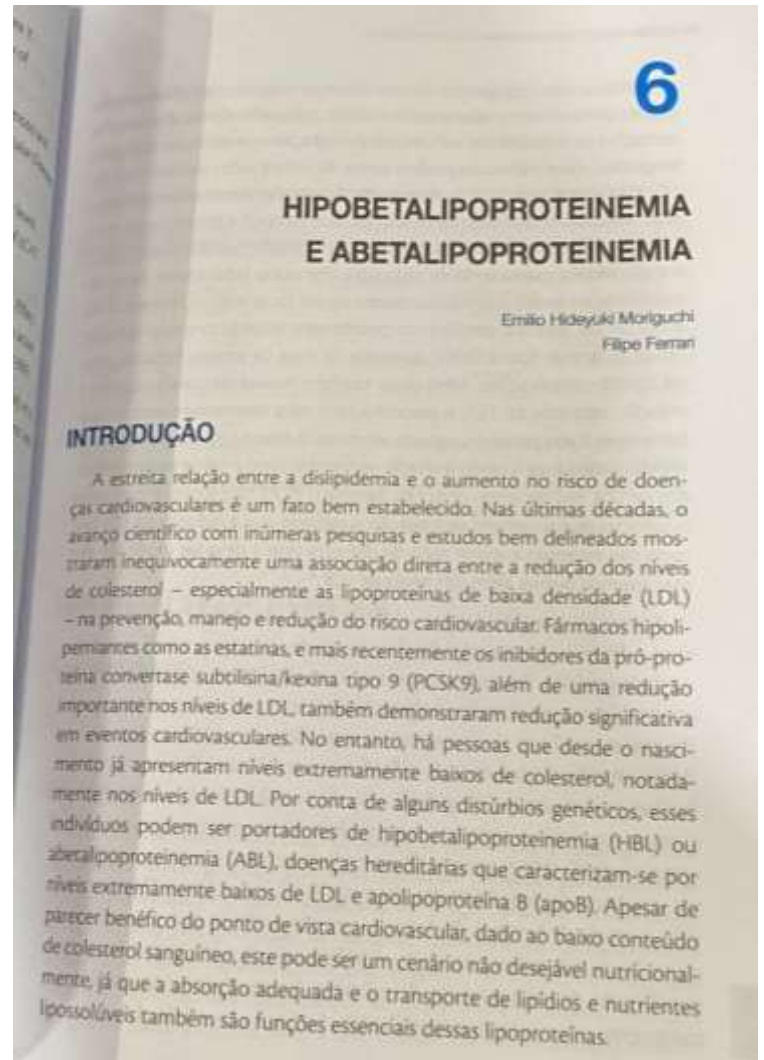 6
HIPOBETALIPOPROTEINEMIA
E ABETALIPOPROTEINEMIA
Emilio Hideyuki Moriguchi
Filipe Ferrari
INTRODUÇÃO
A estreita relação entre a dislipidemia e o aumento no risco de doen-
ças cardiovasculares é um fato bem estabelecido. Nas últimas décadas, o
avanço científico com inúmeras pesquisas e estudos bem delineados mos-
traram inequivocamente uma associação direta entre a redução dos níveis
de colesterol – especialmente as lipoproteínas de baixa densidade (LDL)
– na prevenção, manejo e redução do risco cardiovascular. Fármacos hipoli-
pemiantes como as estatinas, e mais recentemente os inibidores da pró-pro-
teína convertase subtilisina/kexina tipo 9 (PCSK9), além de uma redução
importante nos níveis de LDL, também demonstraram redução significativa
em eventos cardiovasculares. No entanto, há pessoas que desde o nasci-
mento já apresentam níveis extremamente baixos de colesterol, notada-
mente nos níveis de LDL. Por conta de alguns distúrbios genéticos, esses
indivíduos podem ser portadores de hipobetalipoproteinemia (HBL) ou
abetalipoproteinemia (ABL), doenças hereditárias que caracterizam-se por
níveis extremamente baixos de LDL e apolipoproteína B (apoB). Apesar de
parecer benéfico do ponto de vista cardiovascular, dado ao baixo conteúdo
de colesterol sanguíneo, este pode ser um cenário não desejável nutricional-
mente, já que a absorção adequada e o transporte de lipídios e nutrientes
lipossolúveis também são funções essenciais dessas lipoproteínas.